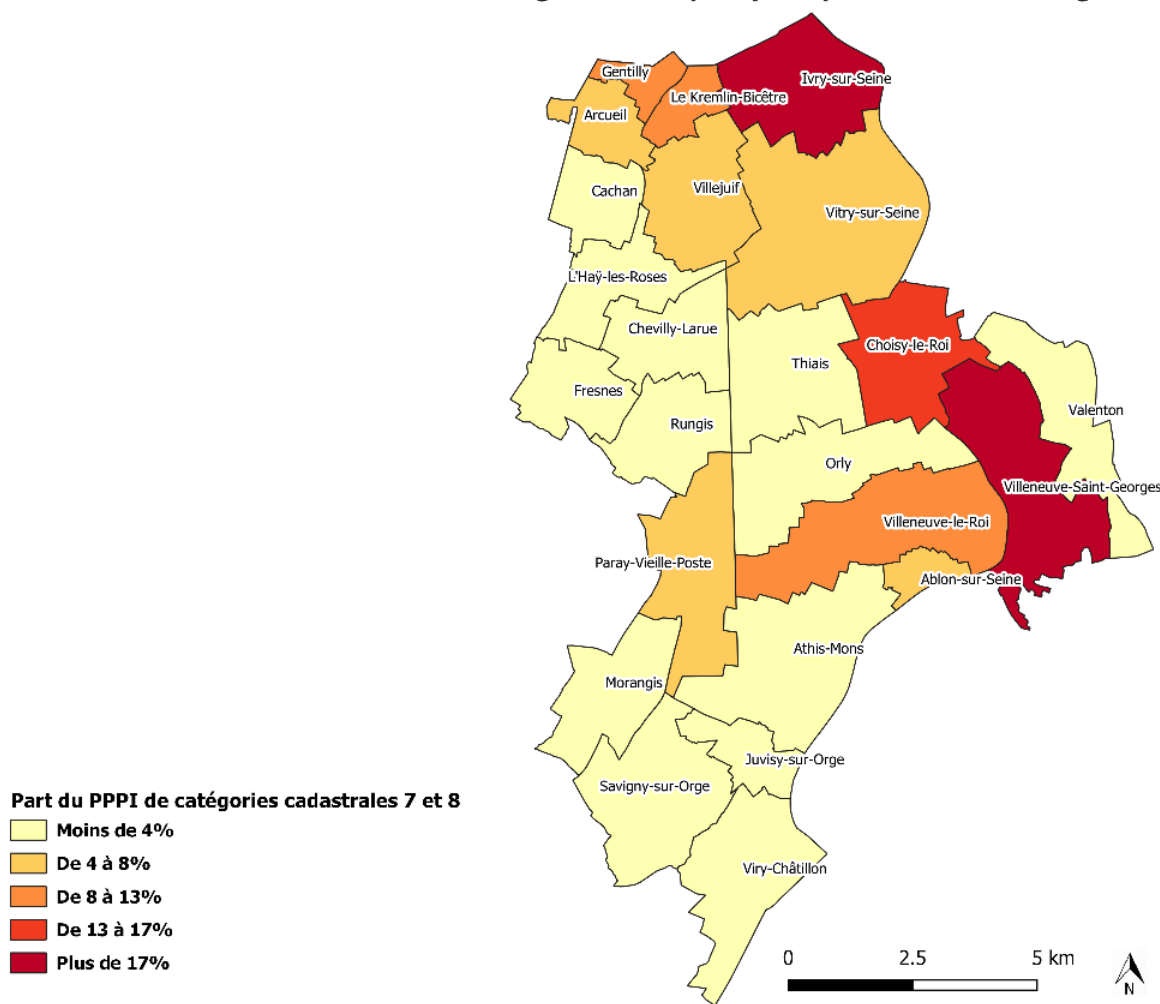 Gentilly
Ivry-sur-Seine
Le Kremlin-Bicêtre
Arcueil
Cachan
Villejuif
Vitry-sur-Seine
L'Haÿ-les-Roses
Chevilly-Larue
Choisy-le-Roi
Thiais
Fresnes
Valenton
Rungis
Orly
Villeneuve-Saint-Georges
Villeneuve-le-Roi
Paray-Vieille-Poste
Ablon-sur-Seine
Athis-Mons
Morangis
Juvisy-sur-Orge
Savigny-sur-Orge
Viry-Châtillon
Part du PPPI de catégories cadastrales 7 et 8
Moins de 4%
De 4 à 8%
De 8 à 13%
De 13 à 17%
Plus de 17%
0 2.5 5 km
N